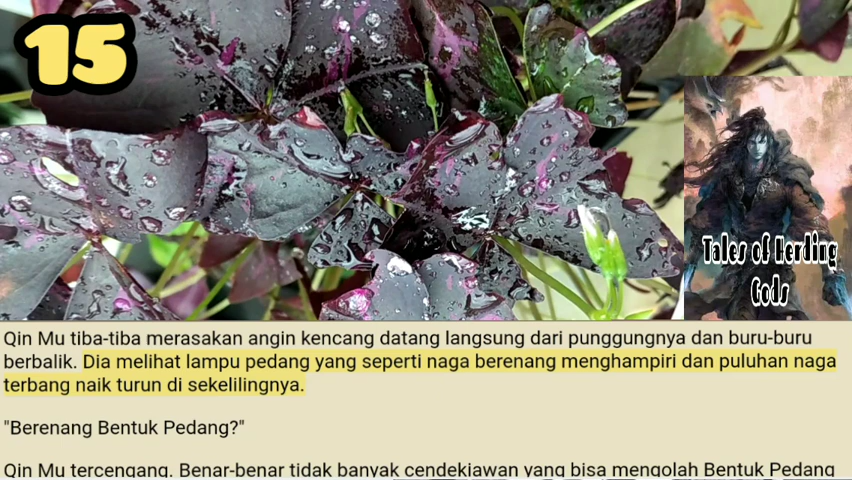 15
Tales of Herding
Gods
Qin Mu tiba-tiba merasakan angin kencang datang langsung dari punggungnya dan buru-buru
berbalik. Dia melihat lampu pedang yang seperti naga berenang menghampiri dan puluhan naga
terbang naik turun di sekelilingnya.
"Berenang Bentuk Pedang?"
Qin Mu tercengang. Benar-benar tidak banyak cendekiawan yang bisa mengolah Bentuk Pedang